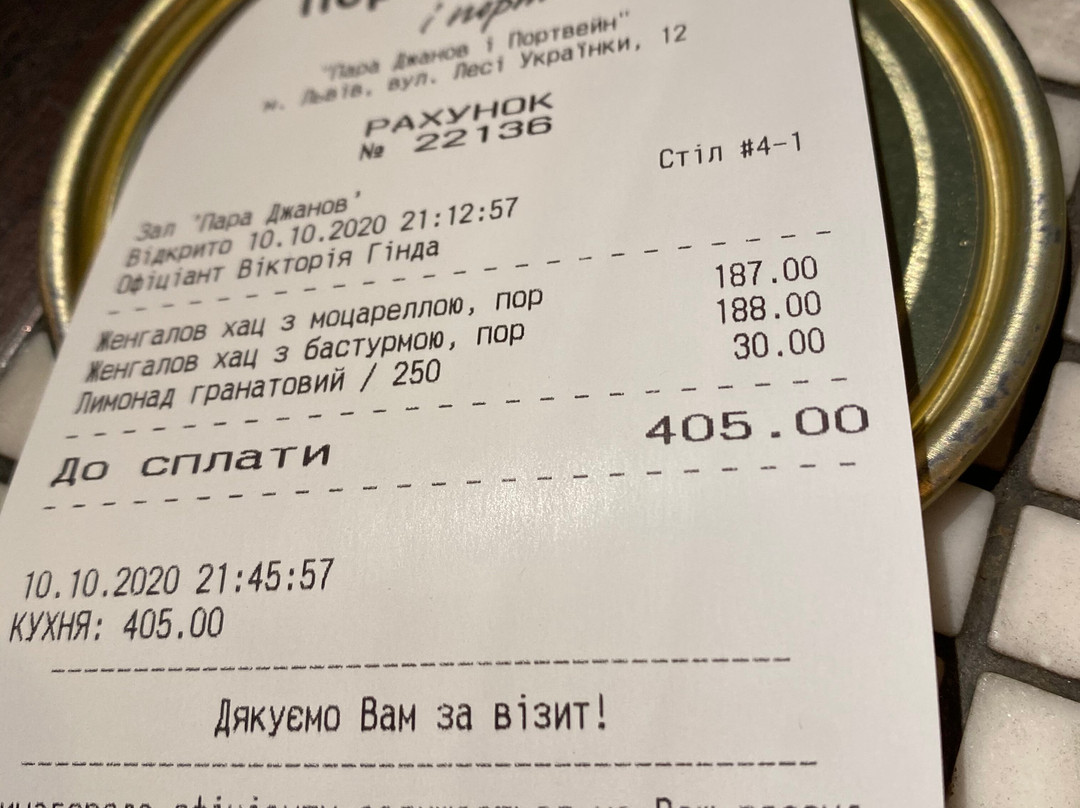 і порт
"Пара Джанов і Портвейн"
м. Львів, вул. Лесі Українки, 12
РАХУНОК
№ 22136
Стіл #4-1
Зал "Пара Джанов"
Відкрито 10.10.2020 21:12:57
Офіціант Вікторія Гінда
Женгалов хац з моцареллою, пор 187.00
Женгалов хац з бастурмою, пор 188.00
Лимонад гранатовий / 250 30.00
До сплати 405.00
10.10.2020 21:45:57
КУХНЯ: 405.00
Дякуємо Вам за візит!